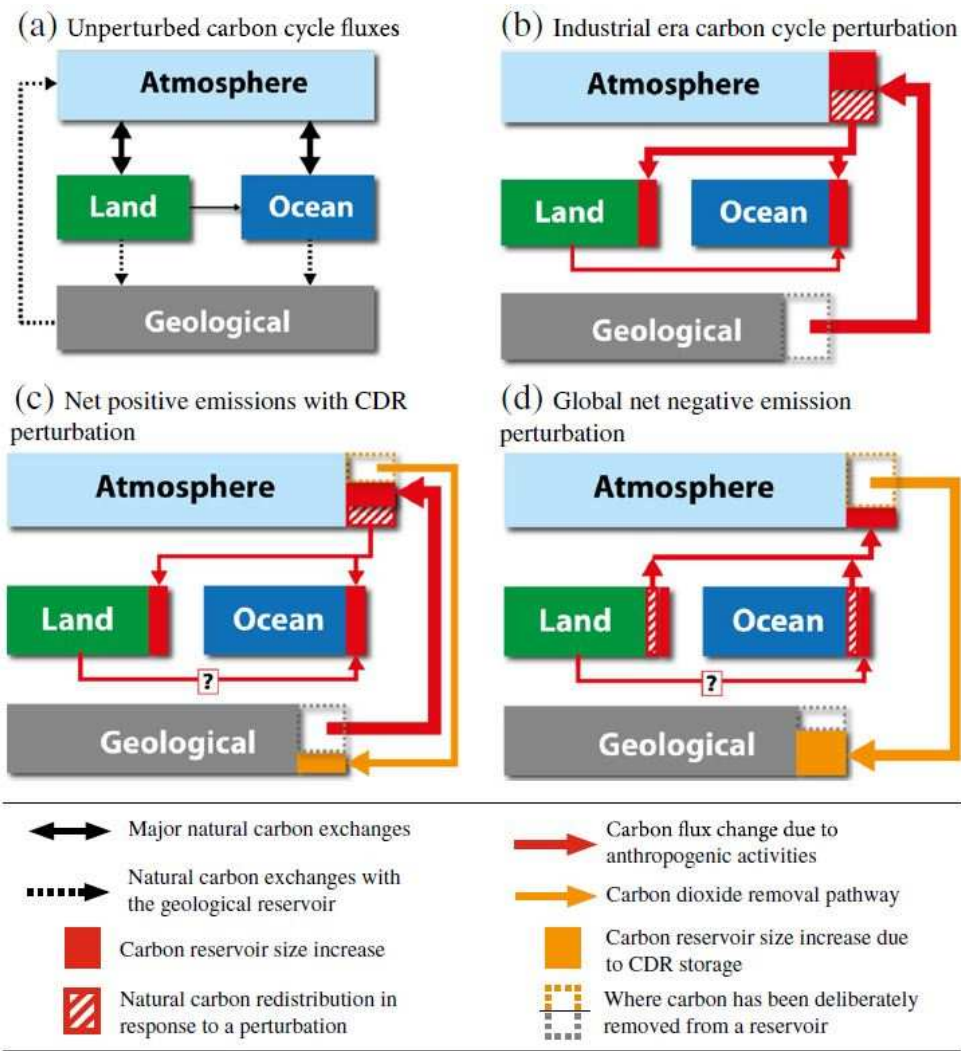 (a) Unperturbed carbon cycle fluxes
Atmosphere
Land
Ocean
Geological
(b) Industrial era carbon cycle perturbation
Atmosphere
Land
Ocean
Geological
(c) Net positive emissions with CDR
perturbation
Atmosphere
Land
Ocean
?
Geological
(d) Global net negative emission
perturbation
Atmosphere
Land
Ocean
?
Geological
Major natural carbon exchanges
Natural carbon exchanges with
the geological reservoir
Carbon reservoir size increase
Natural carbon redistribution in
response to a perturbation
Carbon flux change due to
anthropogenic activities
Carbon dioxide removal pathway
Carbon reservoir size increase due
to CDR storage
Where carbon has been deliberately
removed from a reservoir